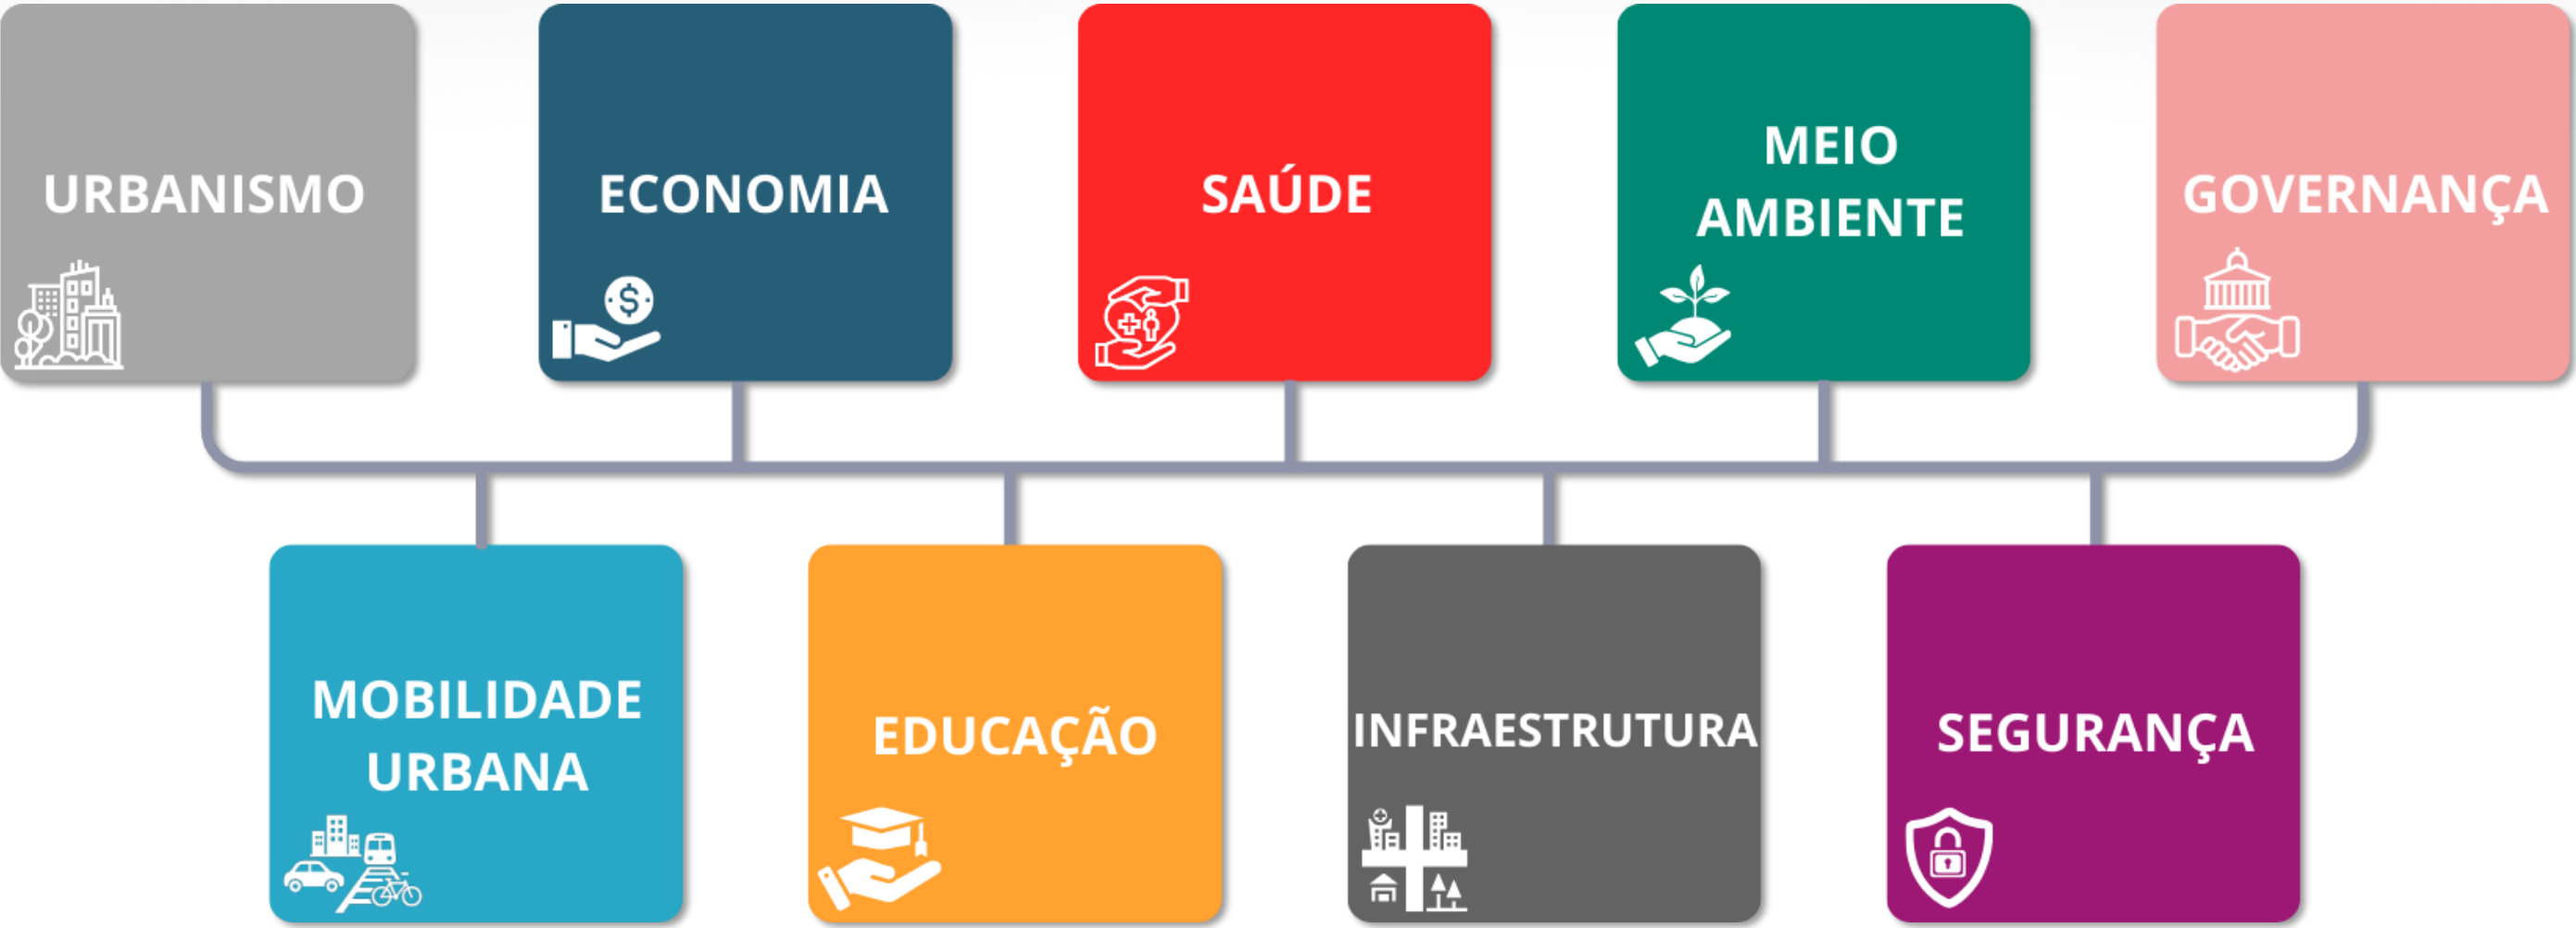 URBANISMO
ECONOMIA
SAÚDE
MEIO
AMBIENTE
GOVERNANÇA
MOBILIDADE
URBANA
EDUCAÇÃO
INFRAESTRUTURA
SEGURANÇA